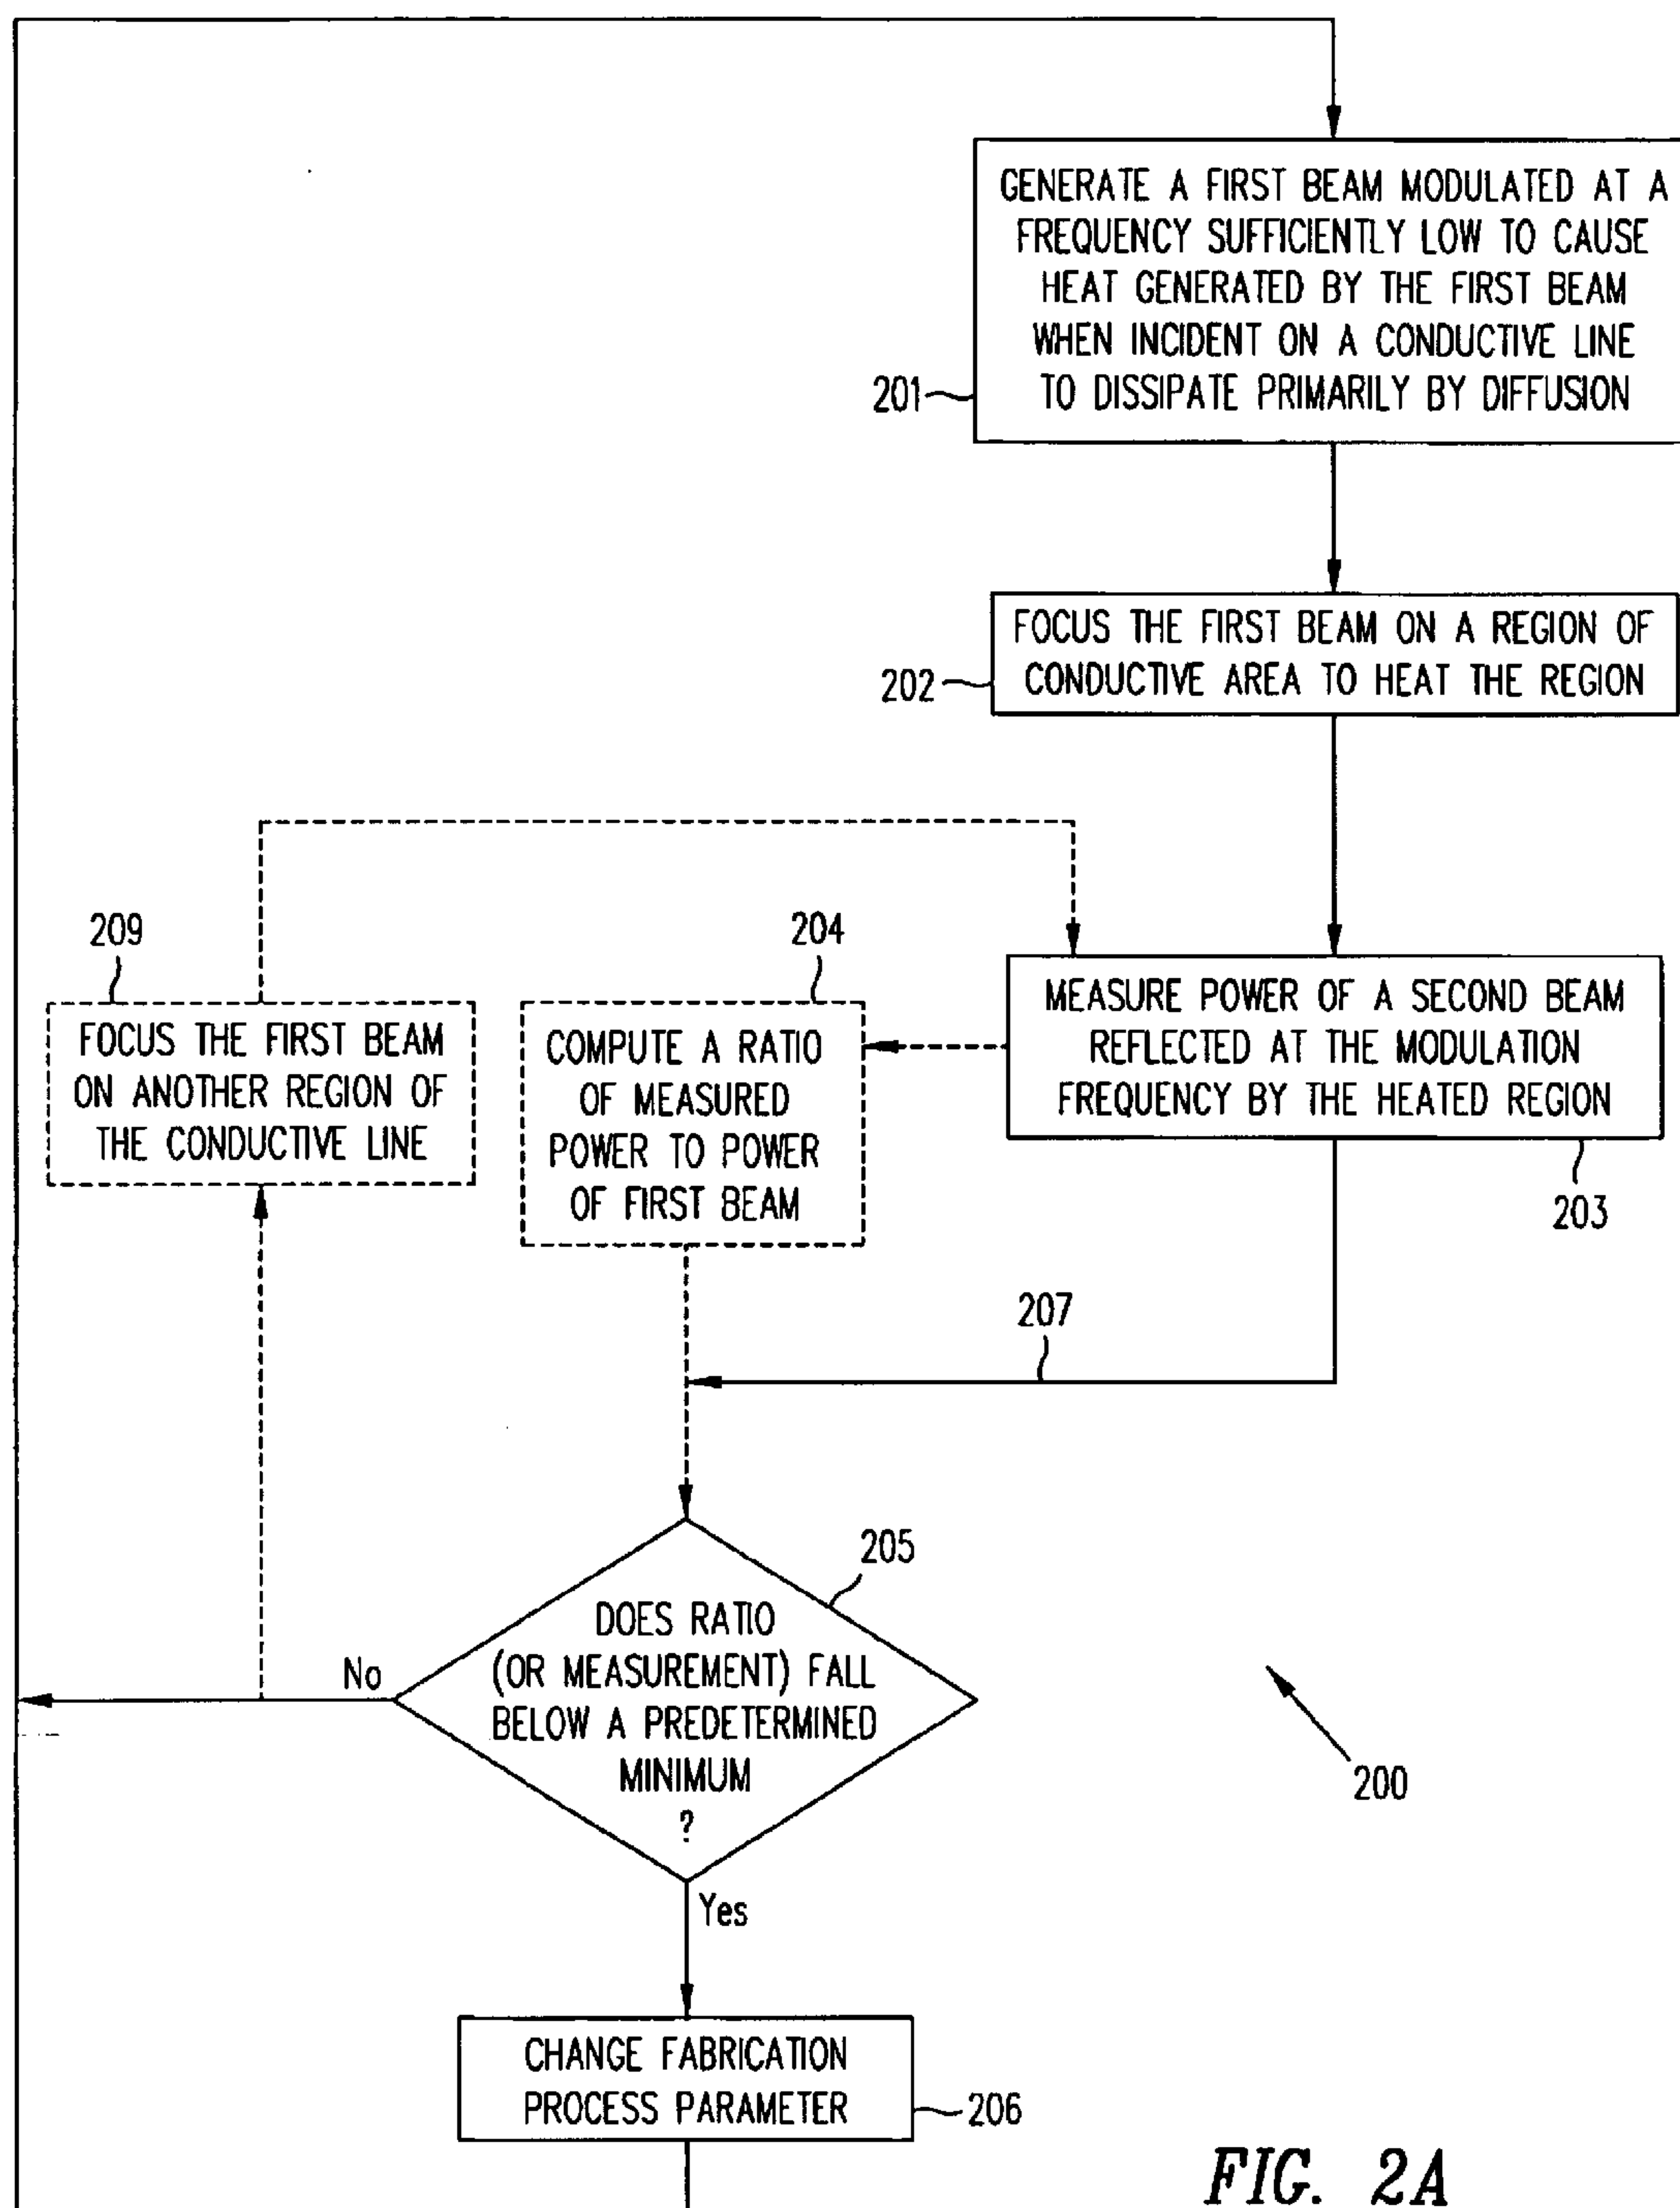 GENERATE A FIRST BEAM MODULATED AT A
FREQUENCY SUFFICIENTLY LOW TO CAUSE
HEAT GENERATED BY THE FIRST BEAM
WHEN INCIDENT ON A CONDUCTIVE LINE
TO DISSIPATE PRIMARILY BY DIFFUSION
201
FOCUS THE FIRST BEAM ON A REGION OF
CONDUCTIVE AREA TO HEAT THE REGION
202
209
FOCUS THE FIRST BEAM
ON ANOTHER REGION OF
THE CONDUCTIVE LINE
204
COMPUTE A RATIO
OF MEASURED
POWER TO POWER
OF FIRST BEAM
MEASURE POWER OF A SECOND BEAM
REFLECTED AT THE MODULATION
FREQUENCY BY THE HEATED REGION
203
207
205
DOES RATIO
(OR MEASUREMENT) FALL
BELOW A PREDETERMINED
MINIMUM
?
No
200
Yes
CHANGE FABRICATION
PROCESS PARAMETER
206
FIG. 2A